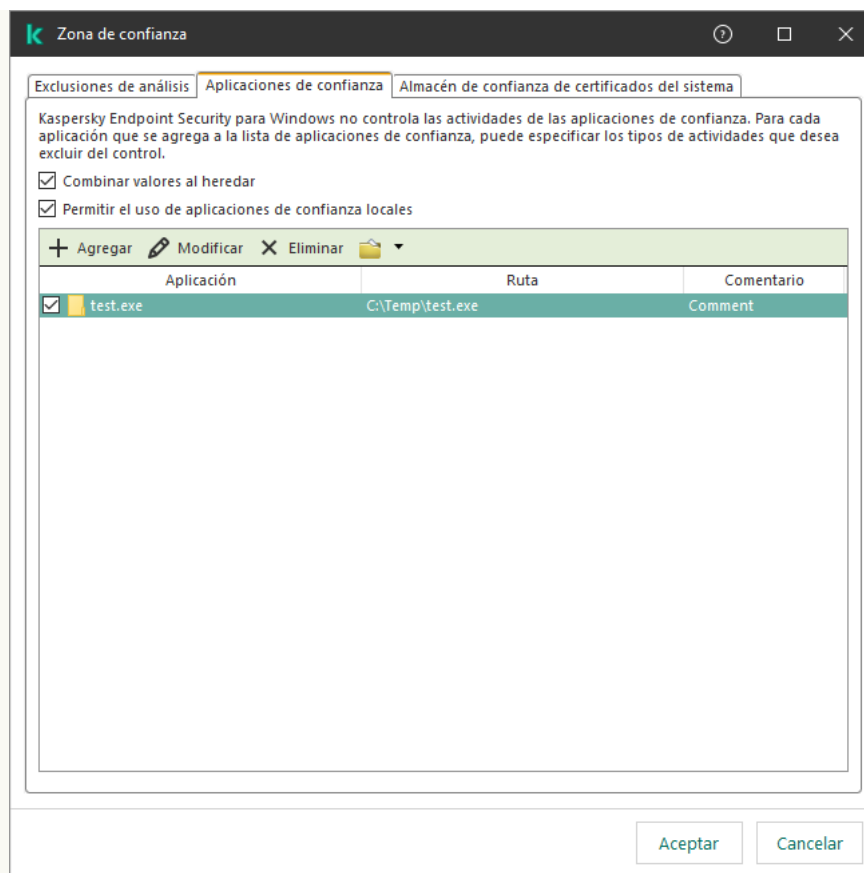 Zona de confianza
Exclusiones de análisis Aplicaciones de confianza Almacén de confianza de certificados del sistema
Kaspersky Endpoint Security para Windows no controla las actividades de las aplicaciones de confianza. Para cada
aplicación que se agrega a la lista de aplicaciones de confianza, puede especificar los tipos de actividades que desea
excluir del control.
Combinar valores al heredar
Permitir el uso de aplicaciones de confianza locales
Agregar Modificar Eliminar
Aplicación Ruta Comentario
test.exe C:\Temp\test.exe Comment
Aceptar Cancelar